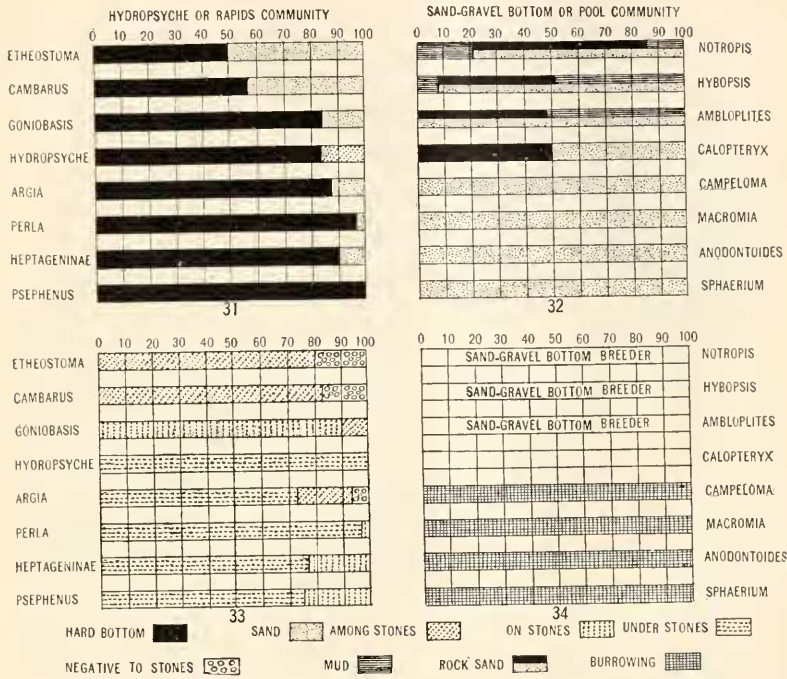 HYDROPSYCHE OR RAPIDS COMMUNITY
0 10 20 30 40 50 60 70 80 90 100
ETHEOSTOMA
CAMBARUS
GONIOBASIS
HYDROPSYCHE
ARGIA
PERLA
HEPTAGENINAE
PSEPHENUS
31
SAND-GRAVEL BOTTOM OR POOL COMMUNITY
0 10 20 30 40 50 60 70 80 90 100
NOTROPIS
HYBOPSIS
AMBLOPLITES
CALOPTERYX
CAMPELOMA
MACROMIA
ANODONTOIDES
SPHAERIUM
32
0 10 20 30 40 50 60 70 80 90 100
ETHEOSTOMA
CAMBARUS
GONIOBASIS
HYDROPSYCHE
ARGIA
PERLA
HEPTAGENINAE
PSEPHENUS
33
0 10 20 30 40 50 60 70 80 90 100
SAND-GRAVEL BOTTOM BREEDER NOTROPIS
SAND-GRAVEL BOTTOM BREEDER HYBOPSIS
SAND-GRAVEL BOTTOM BREEDER AMBLOPLITES
CALOPTERYX
CAMPELOMA
MACROMIA
ANODONTOIDES
SPHAERIUM
34
HARD BOTTOM SAND AMONG STONES ON STONES UNDER STONES
NEGATIVE TO STONES MUD ROCK SAND BURROWING